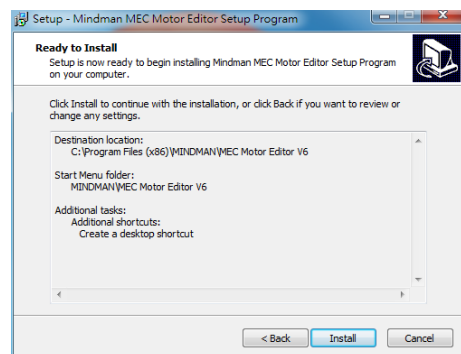 Setup - Mindman MEC Motor Editor Setup Program
Ready to Install
Setup is now ready to begin installing Mindman MEC Motor Editor Setup Program
on your computer.
Click Install to continue with the installation, or click Back if you want to review or
change any settings.
Destination location:
C:\Program Files (x86)\MINDMAN\MEC Motor Editor V6
Start Menu folder:
MINDMAN\MEC Motor Editor V6
Additional tasks:
Additional shortcuts:
Create a desktop shortcut
< Back Install Cancel